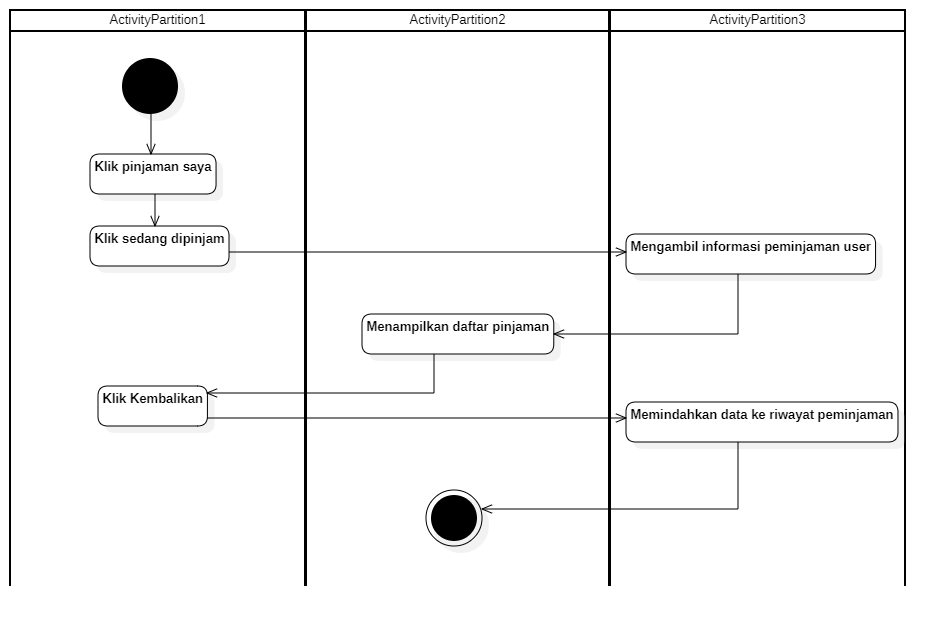 ActivityPartition1
ActivityPartition2
ActivityPartition3
Klik pinjaman saya
Klik sedang dipinjam
Mengambil informasi peminjaman user
Menampilkan daftar pinjaman
Klik Kembalikan
Memindahkan data ke riwayat peminjaman